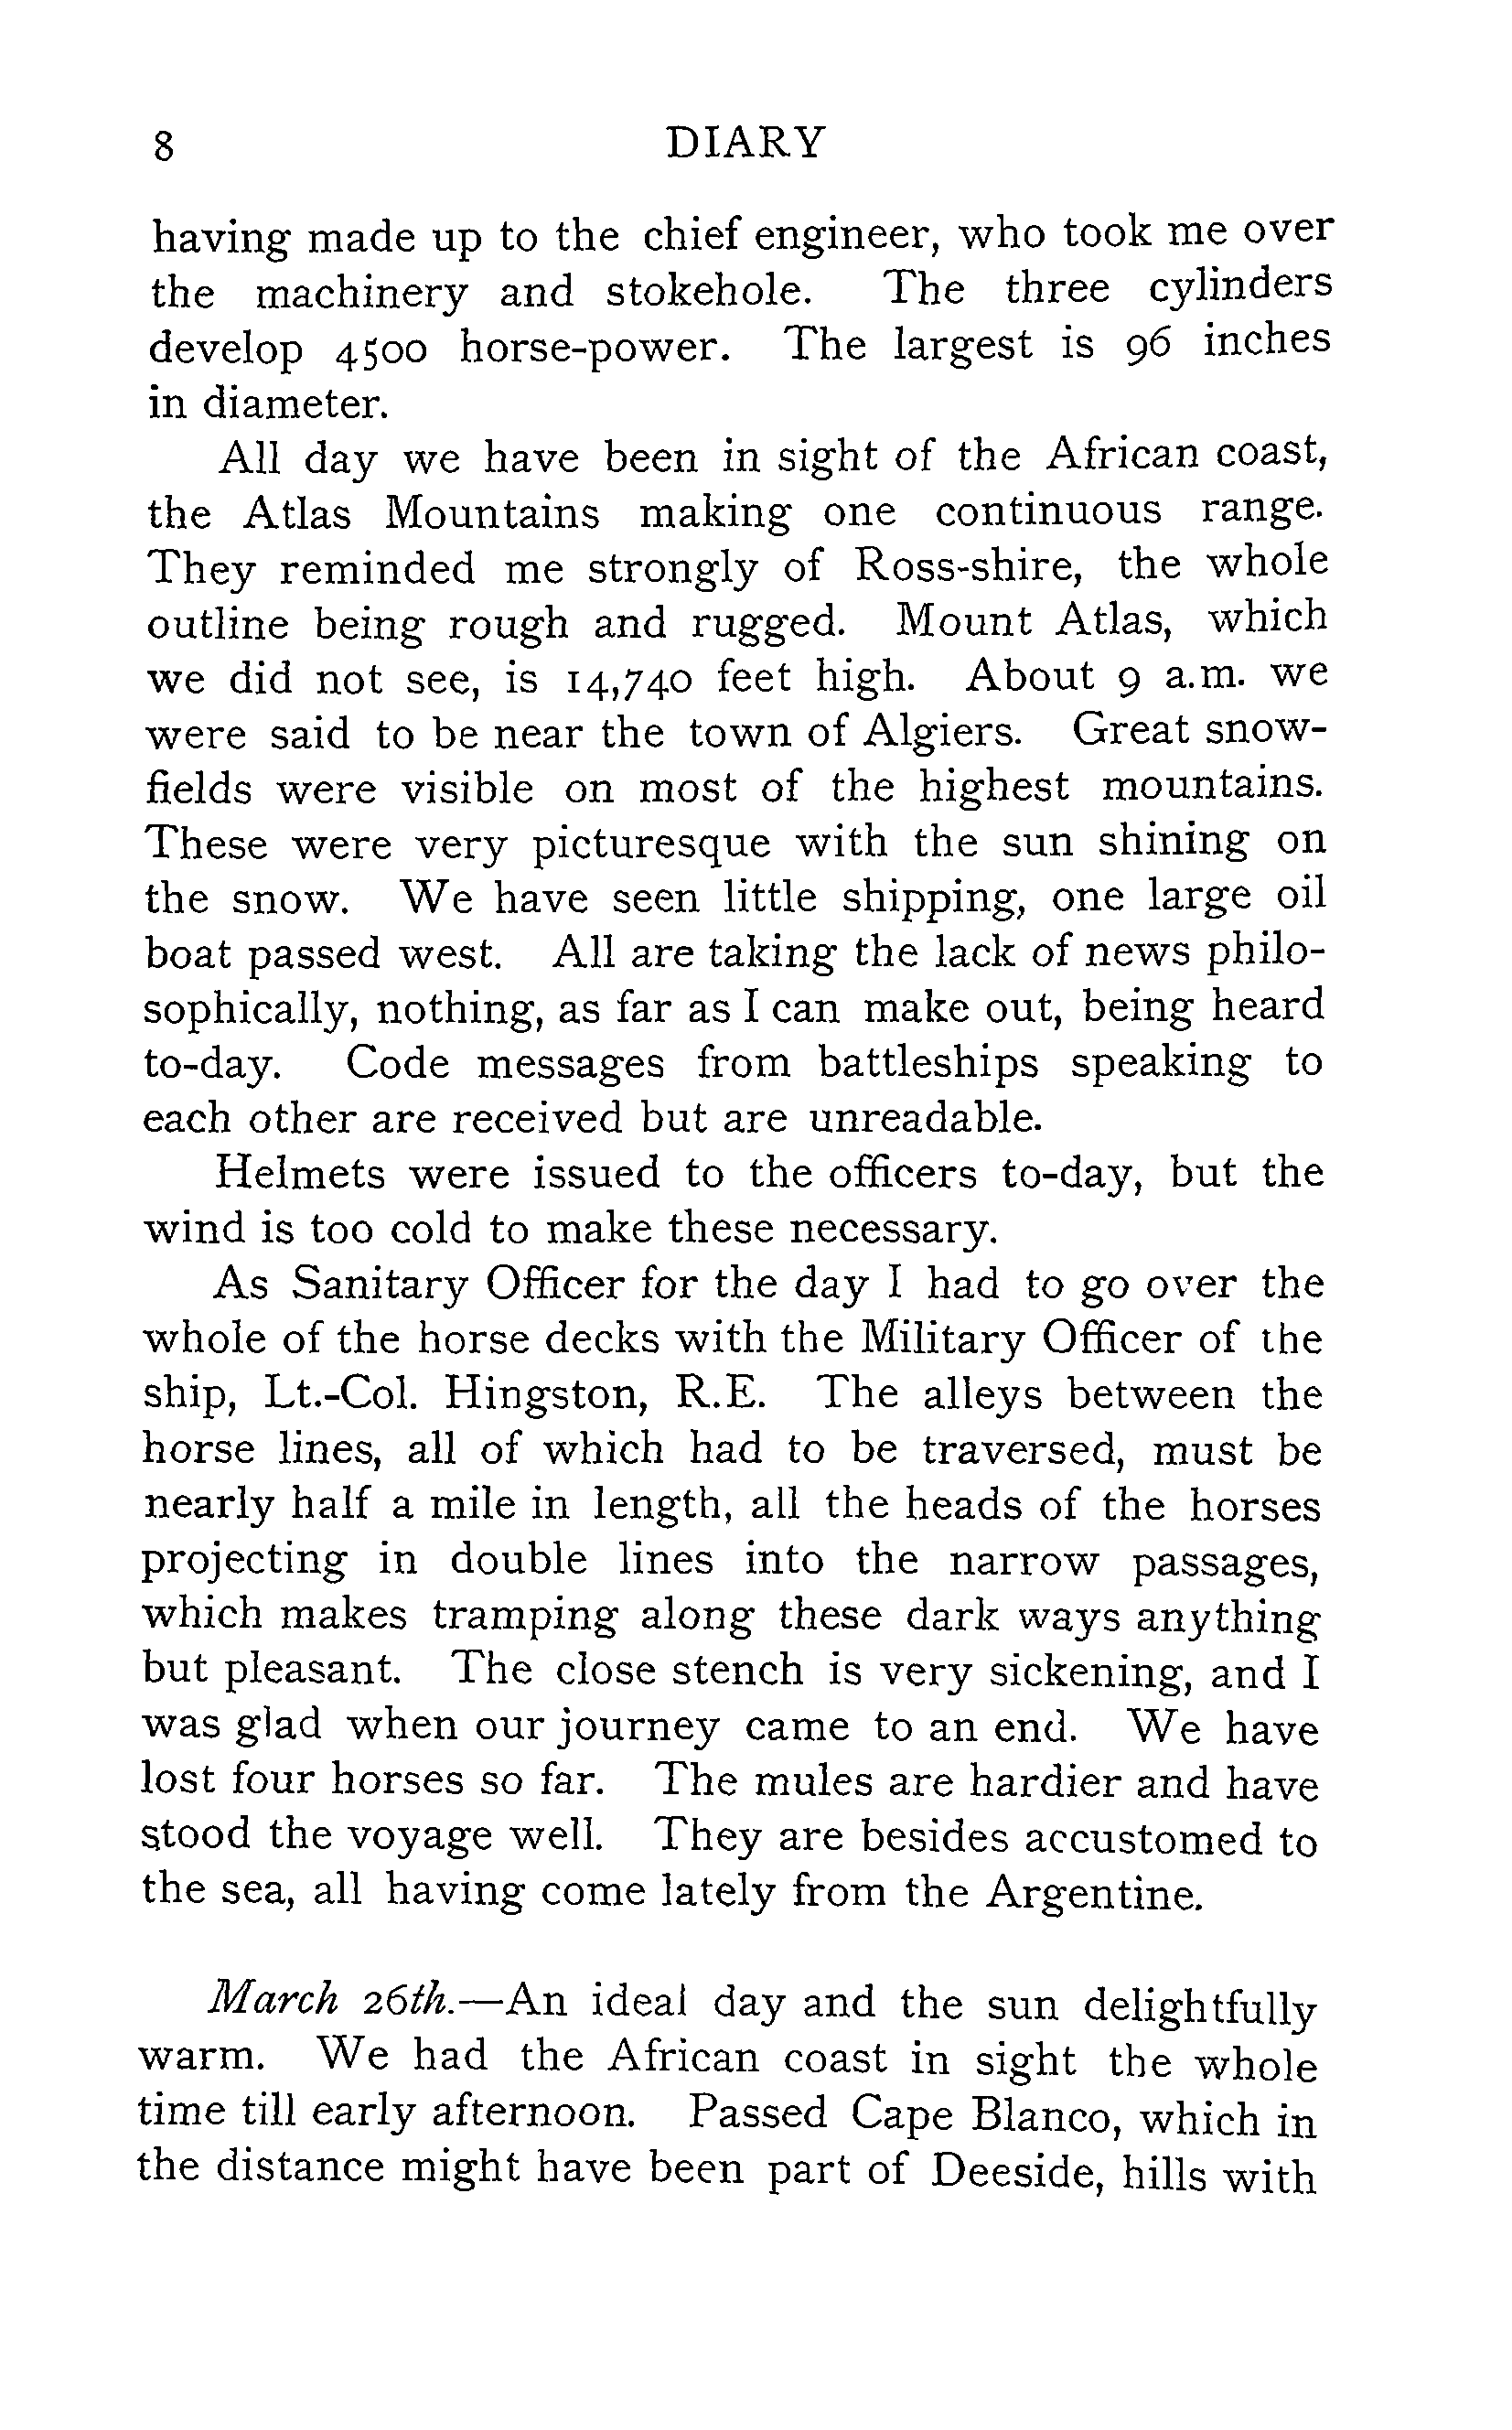 8 DIARY
having made up to the chief engineer, who took me over
the machinery and stokehole. The three cylinders
develop 4500 horse-power. The largest is 96 inches
in diameter.
All day we have been in sight of the African coast,
the Atlas Mountains making one continuous range.
They reminded me strongly of Ross-shire, the whole
outline being rough and rugged. Mount Atlas, which
we did not see, is 14,740 feet high. About 9 a.m. we
were said to be near the town of Algiers. Great snow-
fields were visible on most of the highest mountains.
These were very picturesque with the sun shining on
the snow. We have seen little shipping, one large oil
boat passed west. All are taking the lack of news philo-
sophically, nothing, as far as I can make out, being heard
to-day. Code messages from battleships speaking to
each other are received but are unreadable.
Helmets were issued to the officers to-day, but the
wind is too cold to make these necessary.
As Sanitary Officer for the day I had to go over the
whole of the horse decks with the Military Officer of the
ship, Lt.-Col. Hingston, R.E. The alleys between the
horse lines, all of which had to be traversed, must be
nearly half a mile in length, all the heads of the horses
projecting in double lines into the narrow passages,
which makes tramping along these dark ways anything
but pleasant. The close stench is very sickening, and I
was glad when our journey came to an end. We have
lost four horses so far. The mules are hardier and have
stood the voyage well. They are besides accustomed to
the sea, all having come lately from the Argentine.
March 26th.—An ideal day and the sun delightfully
warm. We had the African coast in sight the whole
time till early afternoon. Passed Cape Blanco, which in
the distance might have been part of Deeside, hills with